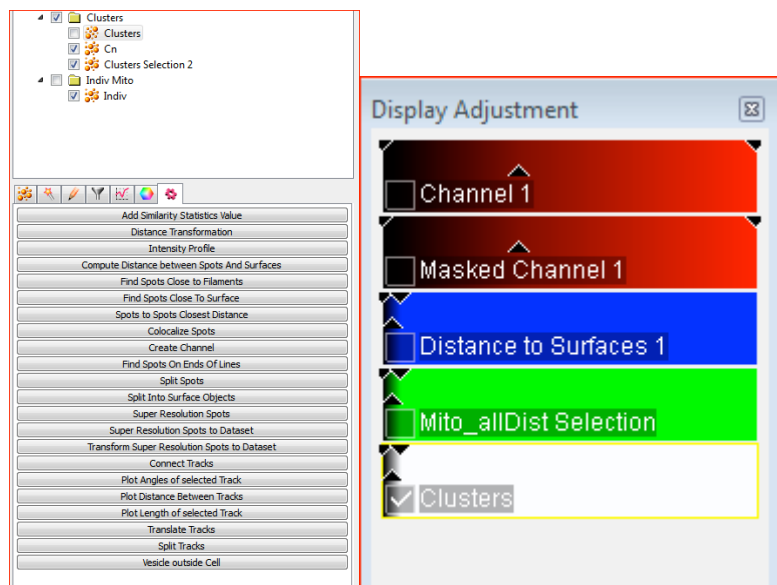 Clusters
Clusters
Cn
Clusters Selection 2
Indiv Mito
Indiv
Add Similarity Statistics Value
Distance Transformation
Intensity Profile
Compute Distance between Spots And Surfaces
Find Spots Close to Filaments
Find Spots Close To Surface
Spots to Spots Closest Distance
Colocalize Spots
Create Channel
Find Spots On Ends Of Lines
Split Spots
Split Into Surface Objects
Super Resolution Spots
Super Resolution Spots to Dataset
Transform Super Resolution Spots to Dataset
Connect Tracks
Plot Angles of selected Track
Plot Distance Between Tracks
Plot Length of selected Track
Translate Tracks
Split Tracks
Vesicle outside Cell
Display Adjustment
Channel 1
Masked Channel 1
Distance to Surfaces 1
Mito_allDist Selection
Clusters